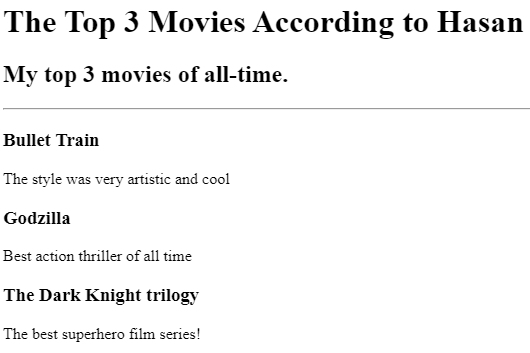 The Top 3 Movies According to Hasan
My top 3 movies of all-time.
Bullet Train
The style was very artistic and cool
Godzilla
Best action thriller of all time
The Dark Knight trilogy
The best superhero film series!